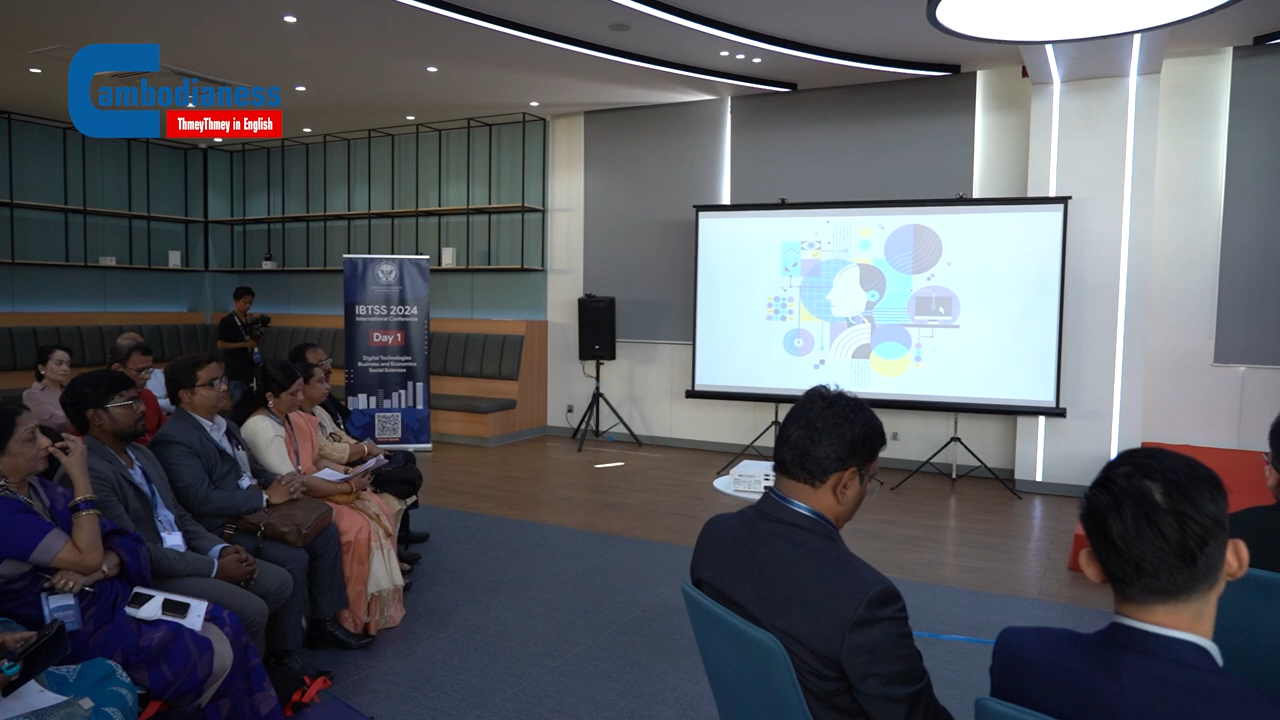 Cambodianess
ThmeyThmey in English
IBTSS 2024
International Conference
Day 1
Digital Technologies
Business and Economics
Social Sciences